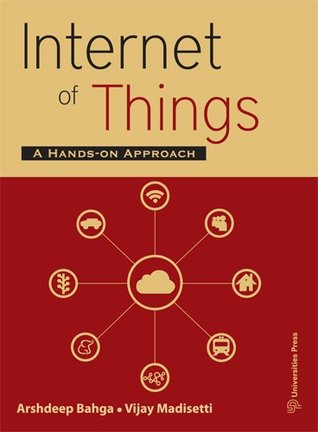 Internet
of Things
A HANDS-ON APPROACH
Arshdeep Bahga • Vijay Madisetti
Universities Press